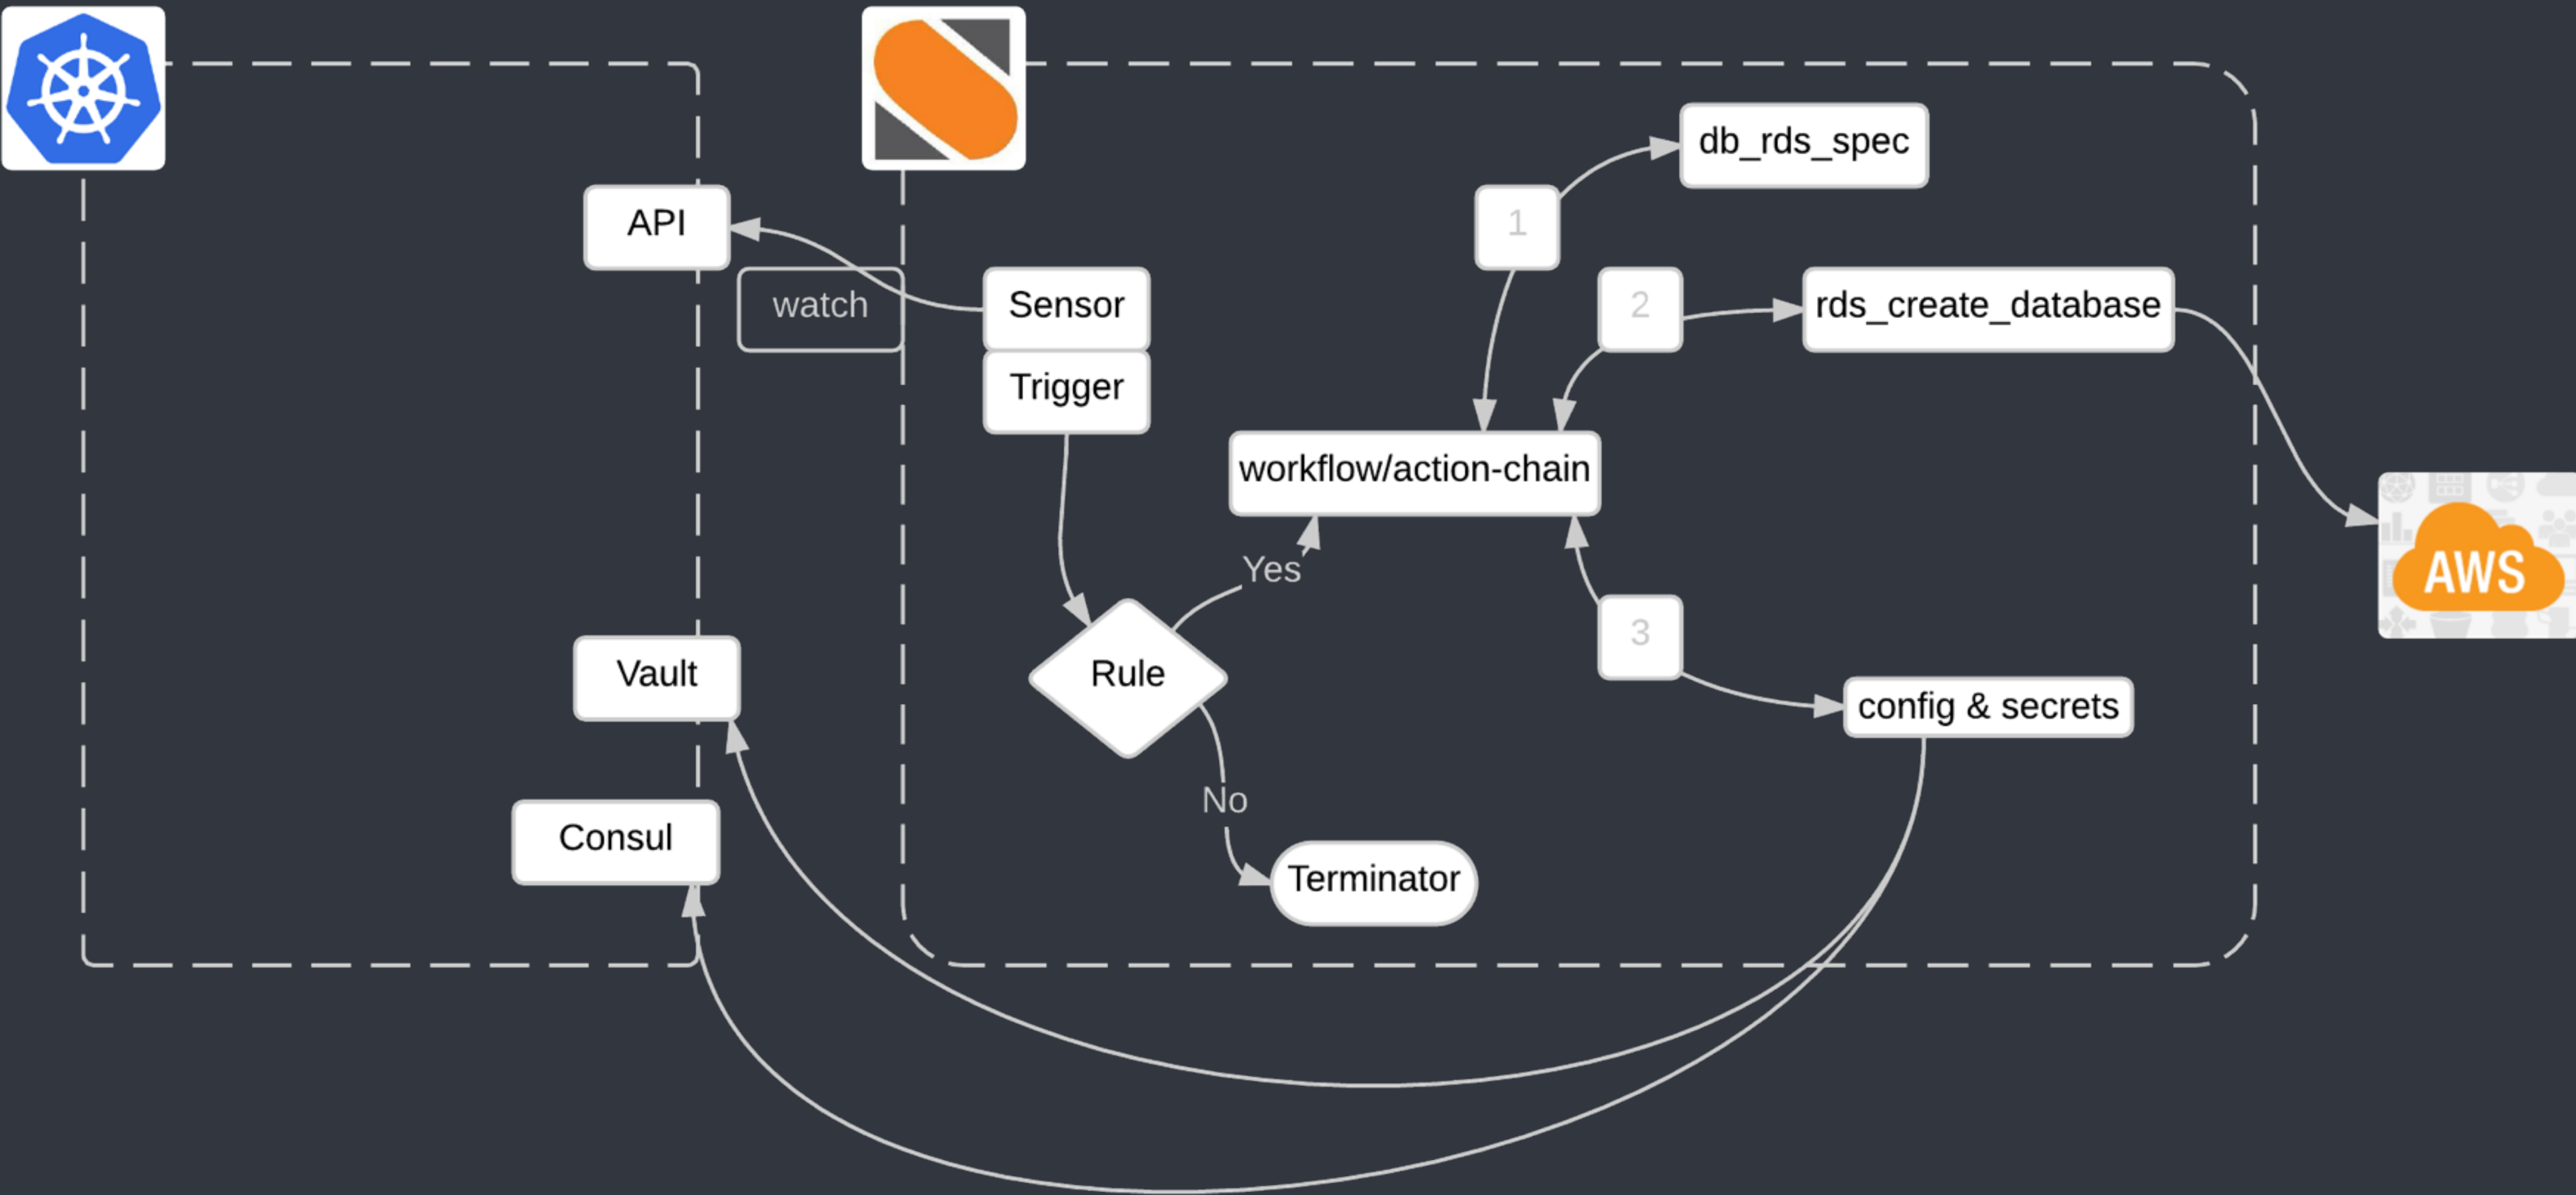 db_rds_spec
API
1
watch
Sensor
2
rds_create_database
Trigger
workflow/action-chain
AWS
Yes
3
Vault
Rule
config & secrets
No
Consul
Terminator